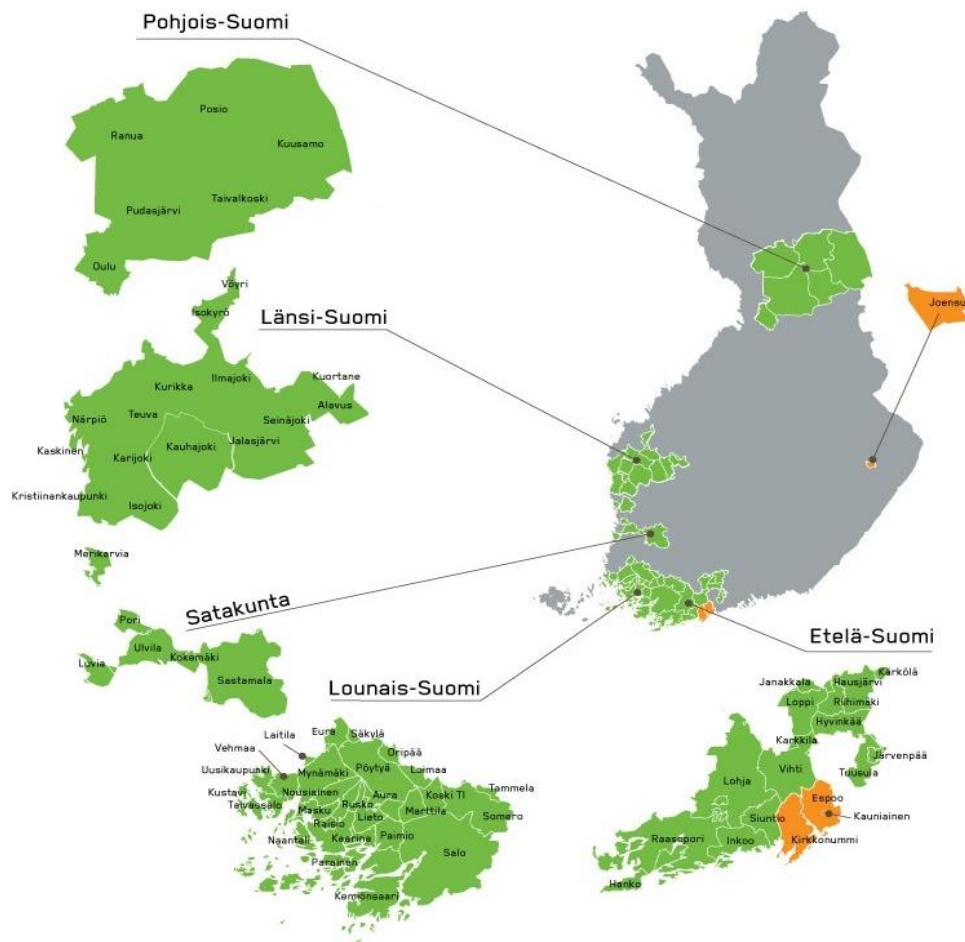 Pohjois-Suomi
Posio
Ranua
Kuusamo
Taivalkoski
Pudasjärvi
Oulu
Joensu
Länsi-Suomi
Vöyri
Isokyrö
Ilmajoki
Kuortane
Kurikka
Alavus
Teuva
Närpiö
Seinäjoki
Kauhajoki
Jalasjärvi
Kaskinen
Karijoki
Kristiinankaupunki
Isojoki
Merikarvia
Satakunta
Pori
Ulvila
Luvia
Kokemäki
Sastamala
Lounais-Suomi
Eura
Säkylä
Laitila
Oripää
Vehmaa
Pöytyä
Loimaa
Uusikaupunki
Mynämäki
Tammela
Kustavi
Nousiainen
Aura
Koski Tl
Taivassalo
Masku
Rusko
Marttila
Somero
Raisio
Lieto
Naantali
Kaarina
Paimio
Salo
Parainen
Kemiönsaari
Etelä-Suomi
Kärkölä
Janakkala
Hausjärvi
Loppi
Riihimäki
Hyvinkää
Karkkila
Järvenpää
Vihti
Tuusula
Lohja
Espoo
Siuntio
Kauniainen
Raasepori
Inkoo
Kirkkonummi
Hanko